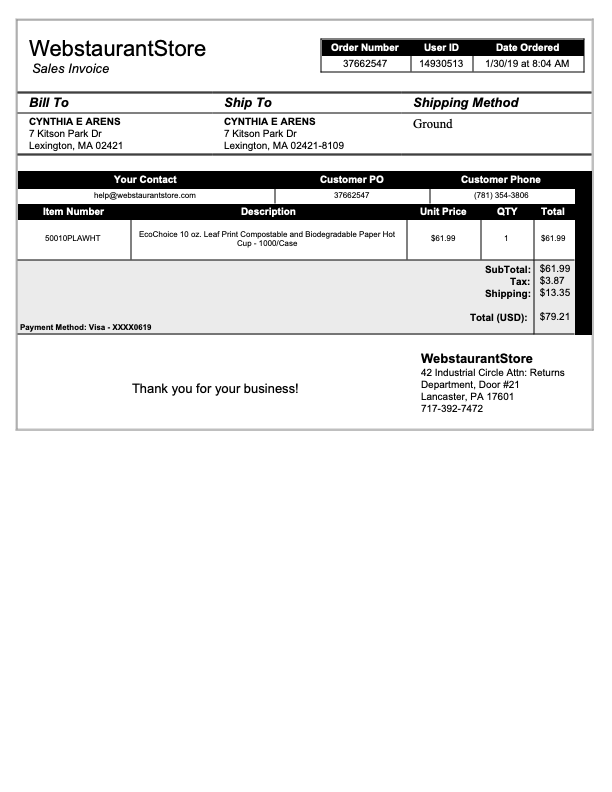 WebstaurantStore
Sales Invoice
Order Number User ID Date Ordered
37662547 14930513 1/30/19 at 8:04 AM
Bill To Ship To Shipping Method
CYNTHIA E ARENS CYNTHIA E ARENS Ground
7 Kitson Park Dr 7 Kitson Park Dr
Lexington, MA 02421 Lexington, MA 02421-8109
Your Contact Customer PO Customer Phone
help@webstaurantstore.com 37662547 (781) 354-3806
Item Number Description Unit Price QTY Total
50010PLAWHT EcoChoice 10 oz. Leaf Print Compostable and Biodegradable Paper Hot $61.99 1 $61.99
Cup - 1000/Case
SubTotal: $61.99
Tax: $3.87
Shipping: $13.35
Total (USD): $79.21
Payment Method: Visa - XXXX0619
Thank you for your business!
WebstaurantStore
42 Industrial Circle Attn: Returns
Department, Door #21
Lancaster, PA 17601
717-392-7472